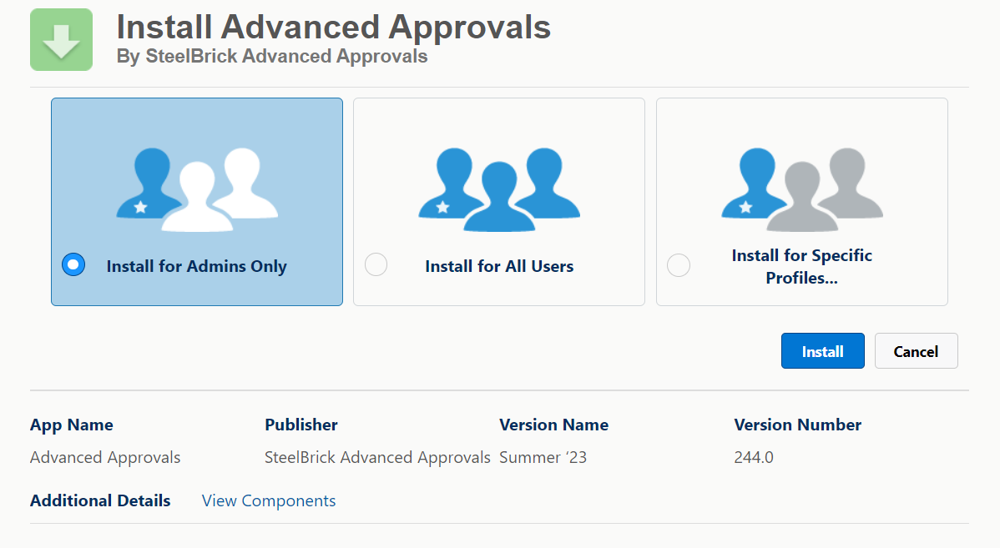 Install Advanced Approvals
By SteelBrick Advanced Approvals
Install for Admins Only
Install for All Users
Install for Specific
Profiles...
Install
Cancel
App Name
Publisher
Version Name
Version Number
Advanced Approvals
SteelBrick Advanced Approvals
Summer ‘23
244.0
Additional Details
View Components